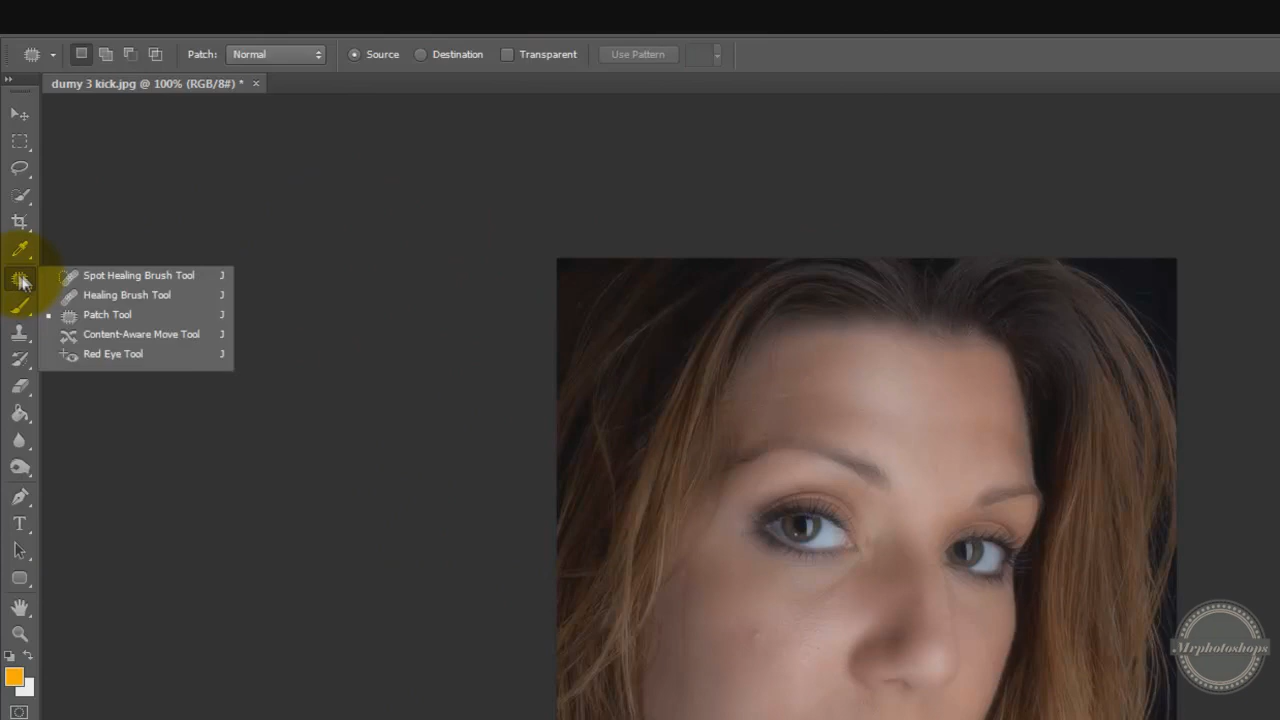 Patch: Normal Source Destination Transparent Use Pattern
dumy 3 kick.jpg @ 100% (RGB/8#) * ×
Spot Healing Brush Tool J
Healing Brush Tool J
Patch Tool J
Content-Aware Move Tool J
Red Eye Tool J
T
Mrphotoshops